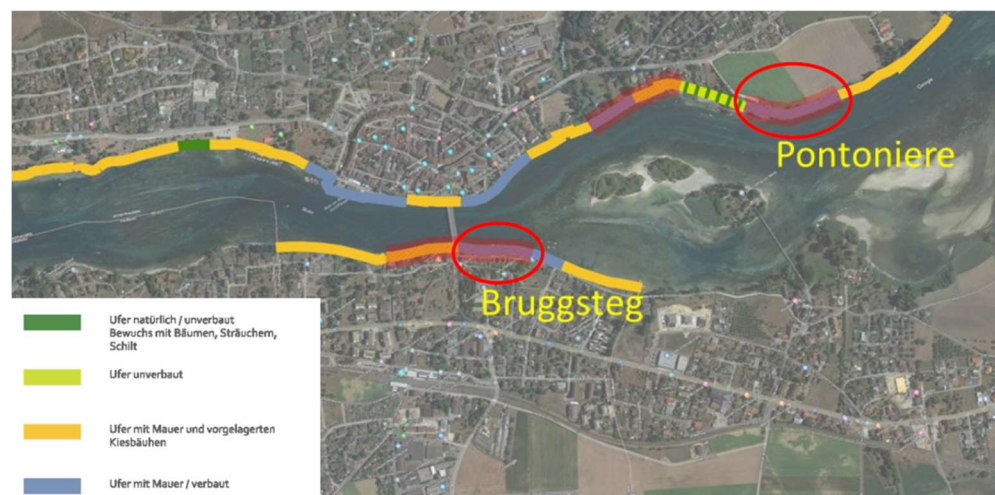 Pontoniere
Bruggsteg
Ufer natürlich / unverbaut
Bewuchs mit Bäumen, Sträuchern,
Schilt
Ufer unverbaut
Ufer mit Mauer und vorgelagerten
Kiesbäuhen
Ufer mit Mauer / verbaut